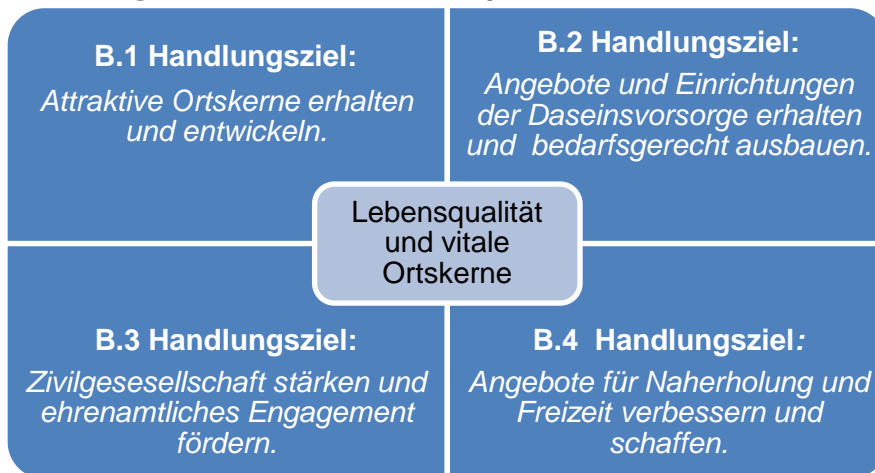 B.1 Handlungsziel:
Attraktive Ortskerne erhalten
und entwickeln.
B.2 Handlungsziel:
Angebote und Einrichtungen
der Daseinsvorsorge erhalten
und bedarfsgerecht ausbauen.
Lebensqualität
und vitale
Ortskerne
B.3 Handlungsziel:
Zivilgesesellschaft stärken und
ehrenamtliches Engagement
fördern.
B.4 Handlungsziel:
Angebote für Naherholung und
Freizeit verbessern und
schaffen.